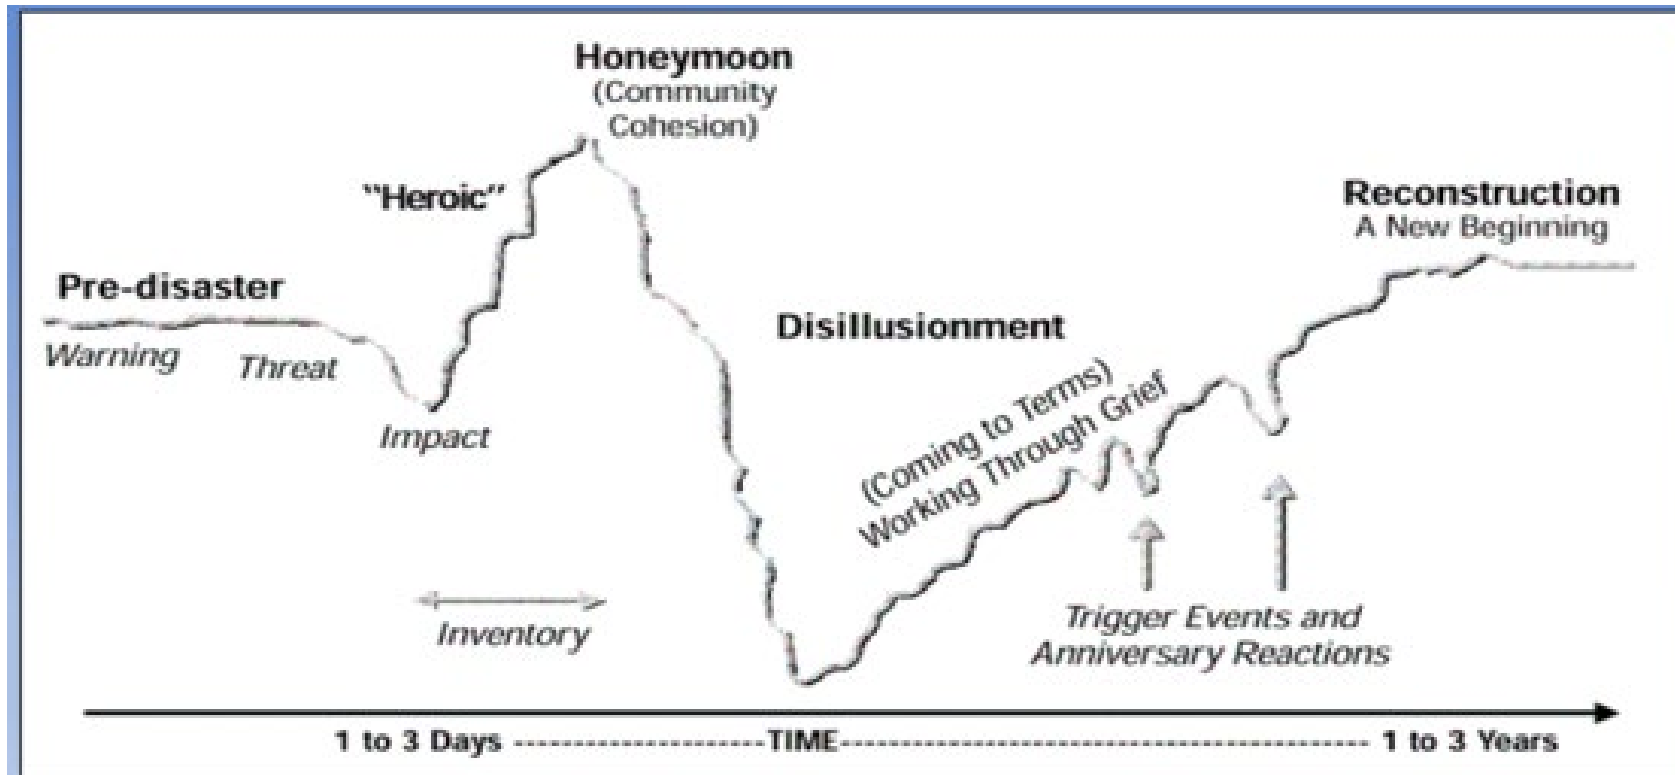 Honeymoon
(Community
Cohesion)
"Heroic"
Reconstruction
A New Beginning
Pre-disaster
Warning
Threat
Disillusionment
(Coming to Terms)
Working Through Grief
Impact
Inventory
Trigger Events and
Anniversary Reactions
1 to 3 Days ----------------------TIME---------------------------------------------- 1 to 3 Years